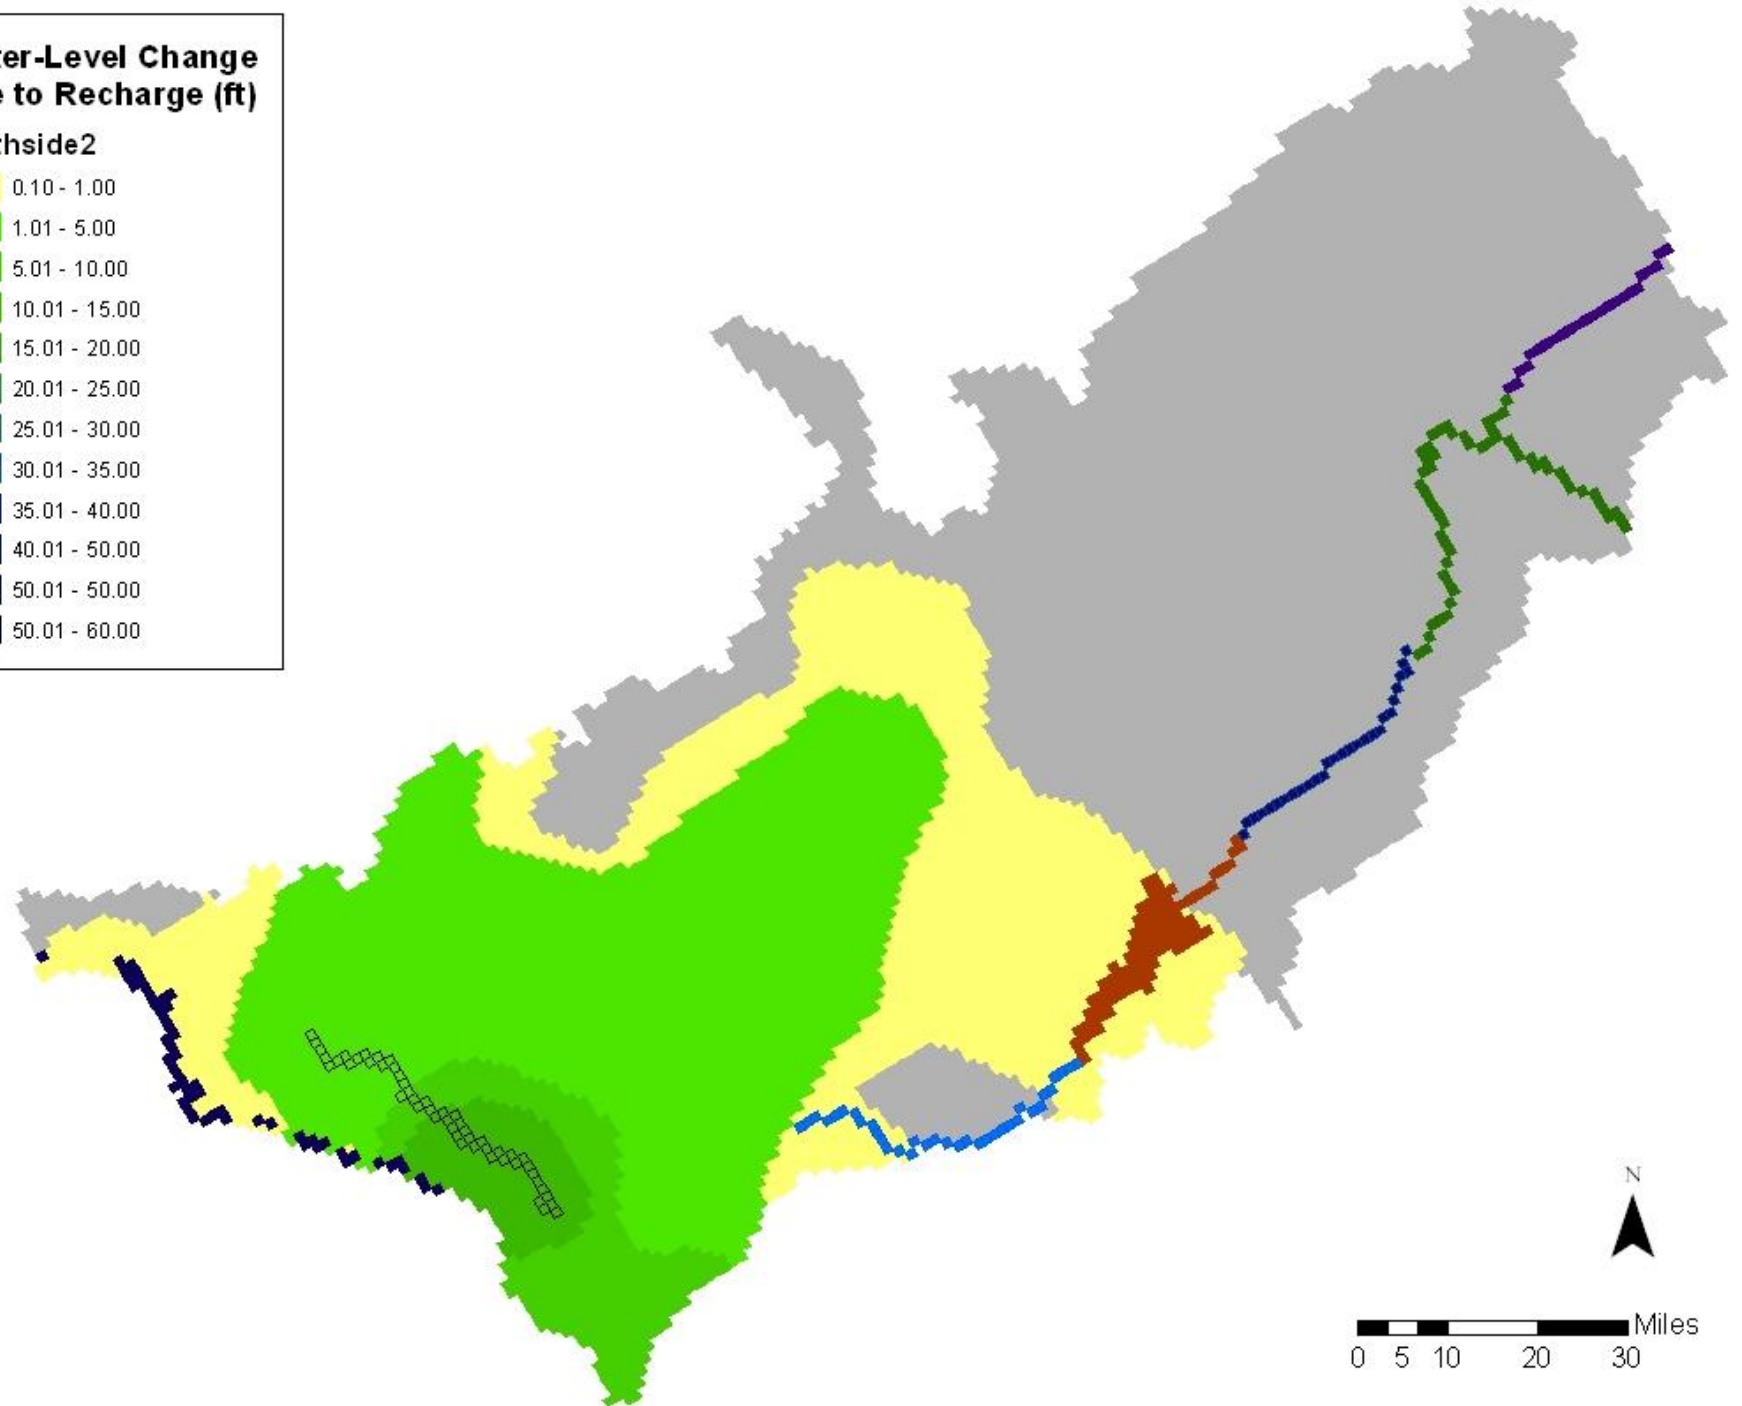 ter-Level Change
e to Recharge (ft)
thside2
0.10 - 1.00
1.01 - 5.00
5.01 - 10.00
10.01 - 15.00
15.01 - 20.00
20.01 - 25.00
25.01 - 30.00
30.01 - 35.00
35.01 - 40.00
40.01 - 50.00
50.01 - 50.00
50.01 - 60.00
N
Miles
0 5 10 20 30